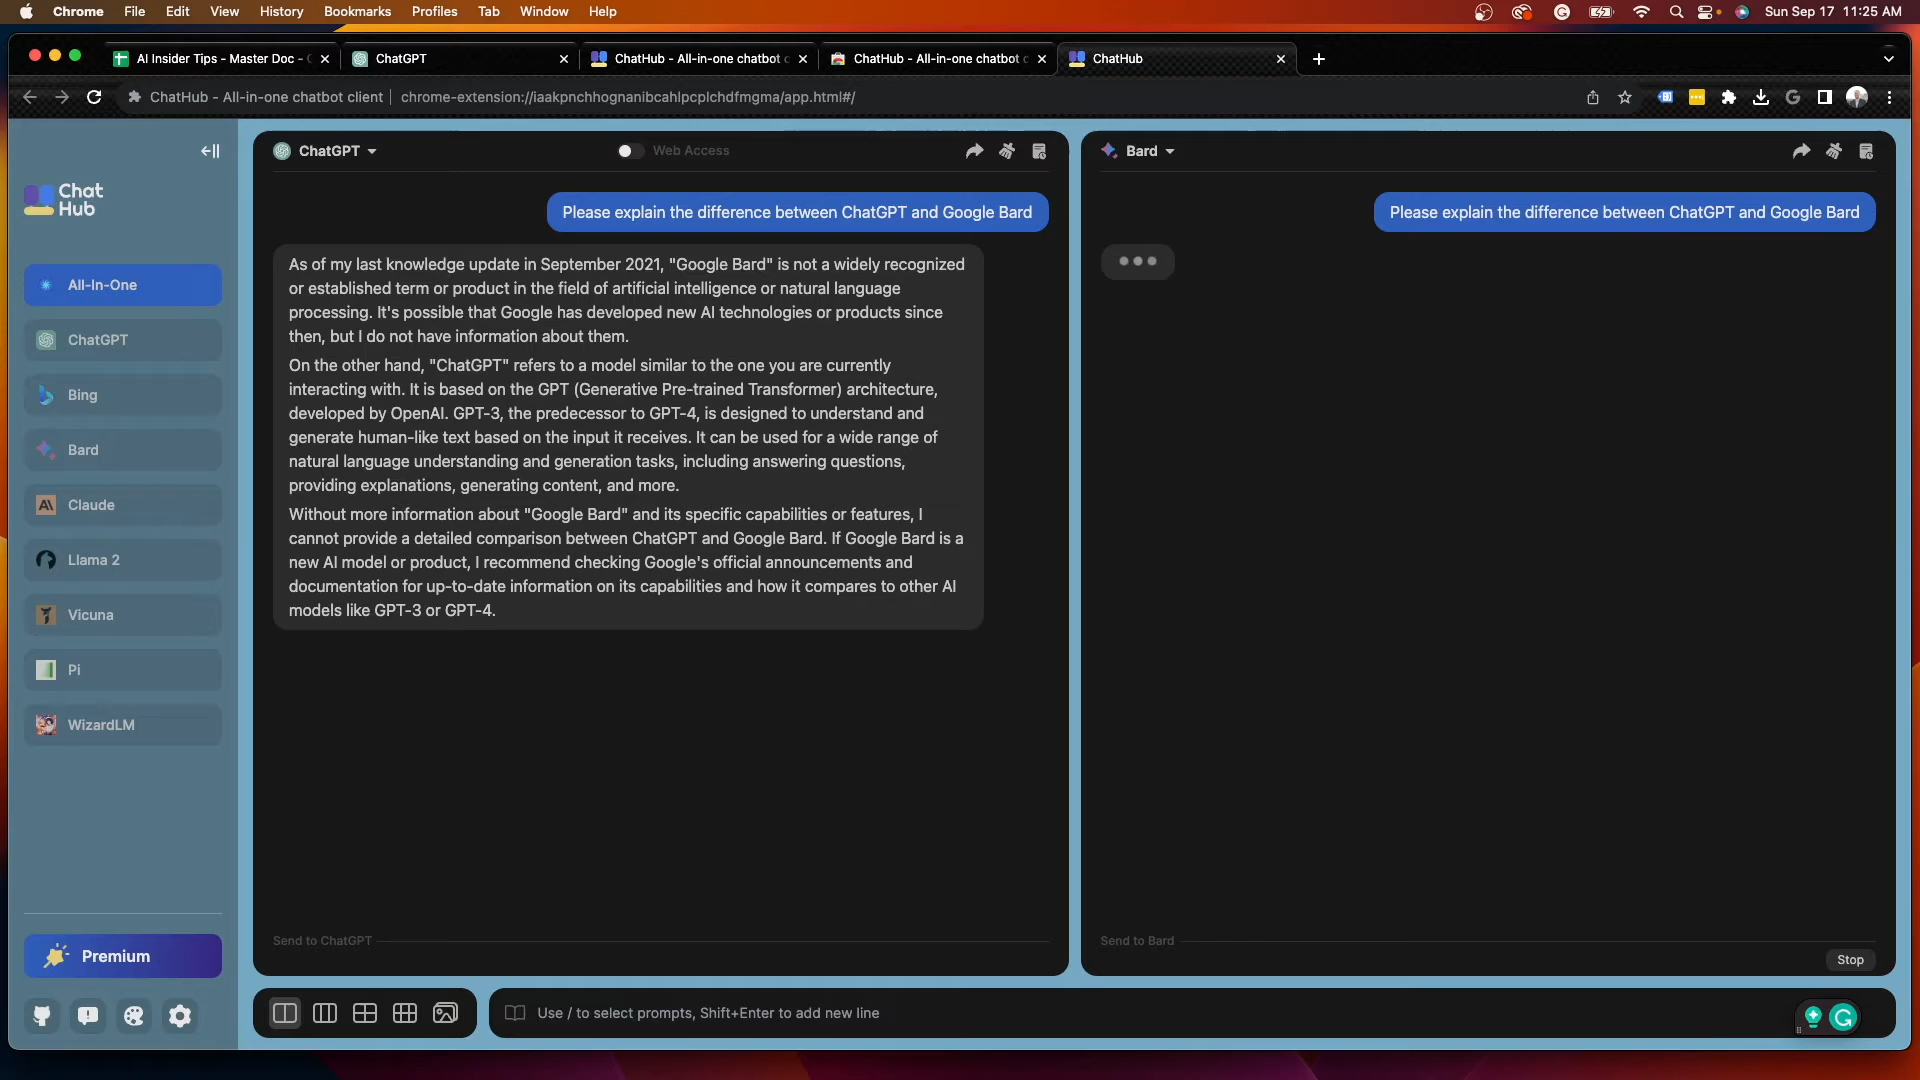 Chrome File Edit View History Bookmarks Profiles Tab Window Help Sun Sep 17 11:25 AM
AI Insider Tips - Master Doc - ChatGPT ChatHub - All-in-one chatbot c ChatHub - All-in-one chatbot c ChatHub
ChatHub - All-in-one chatbot client chrome-extension://iaakpnchhognanibcahlpcplchdfmgma/app.html#/
Chat
Hub
All-In-One
ChatGPT
Bing
Bard
Claude
Llama 2
Vicuna
Pi
WizardLM
Premium
ChatGPT Web Access
Please explain the difference between ChatGPT and Google Bard
As of my last knowledge update in September 2021, "Google Bard" is not a widely recognized
or established term or product in the field of artificial intelligence or natural language
processing. It's possible that Google has developed new AI technologies or products since
then, but I do not have information about them.
On the other hand, "ChatGPT" refers to a model similar to the one you are currently
interacting with. It is based on the GPT (Generative Pre-trained Transformer) architecture,
developed by OpenAI. GPT-3, the predecessor to GPT-4, is designed to understand and
generate human-like text based on the input it receives. It can be used for a wide range of
natural language understanding and generation tasks, including answering questions,
providing explanations, generating content, and more.
Without more information about "Google Bard" and its specific capabilities or features, I
cannot provide a detailed comparison between ChatGPT and Google Bard. If Google Bard is a
new AI model or product, I recommend checking Google's official announcements and
documentation for up-to-date information on its capabilities and how it compares to other AI
models like GPT-3 or GPT-4.
Send to ChatGPT
Bard
Please explain the difference between ChatGPT and Google Bard
Send to Bard
Stop
Use / to select prompts, Shift+Enter to add new line